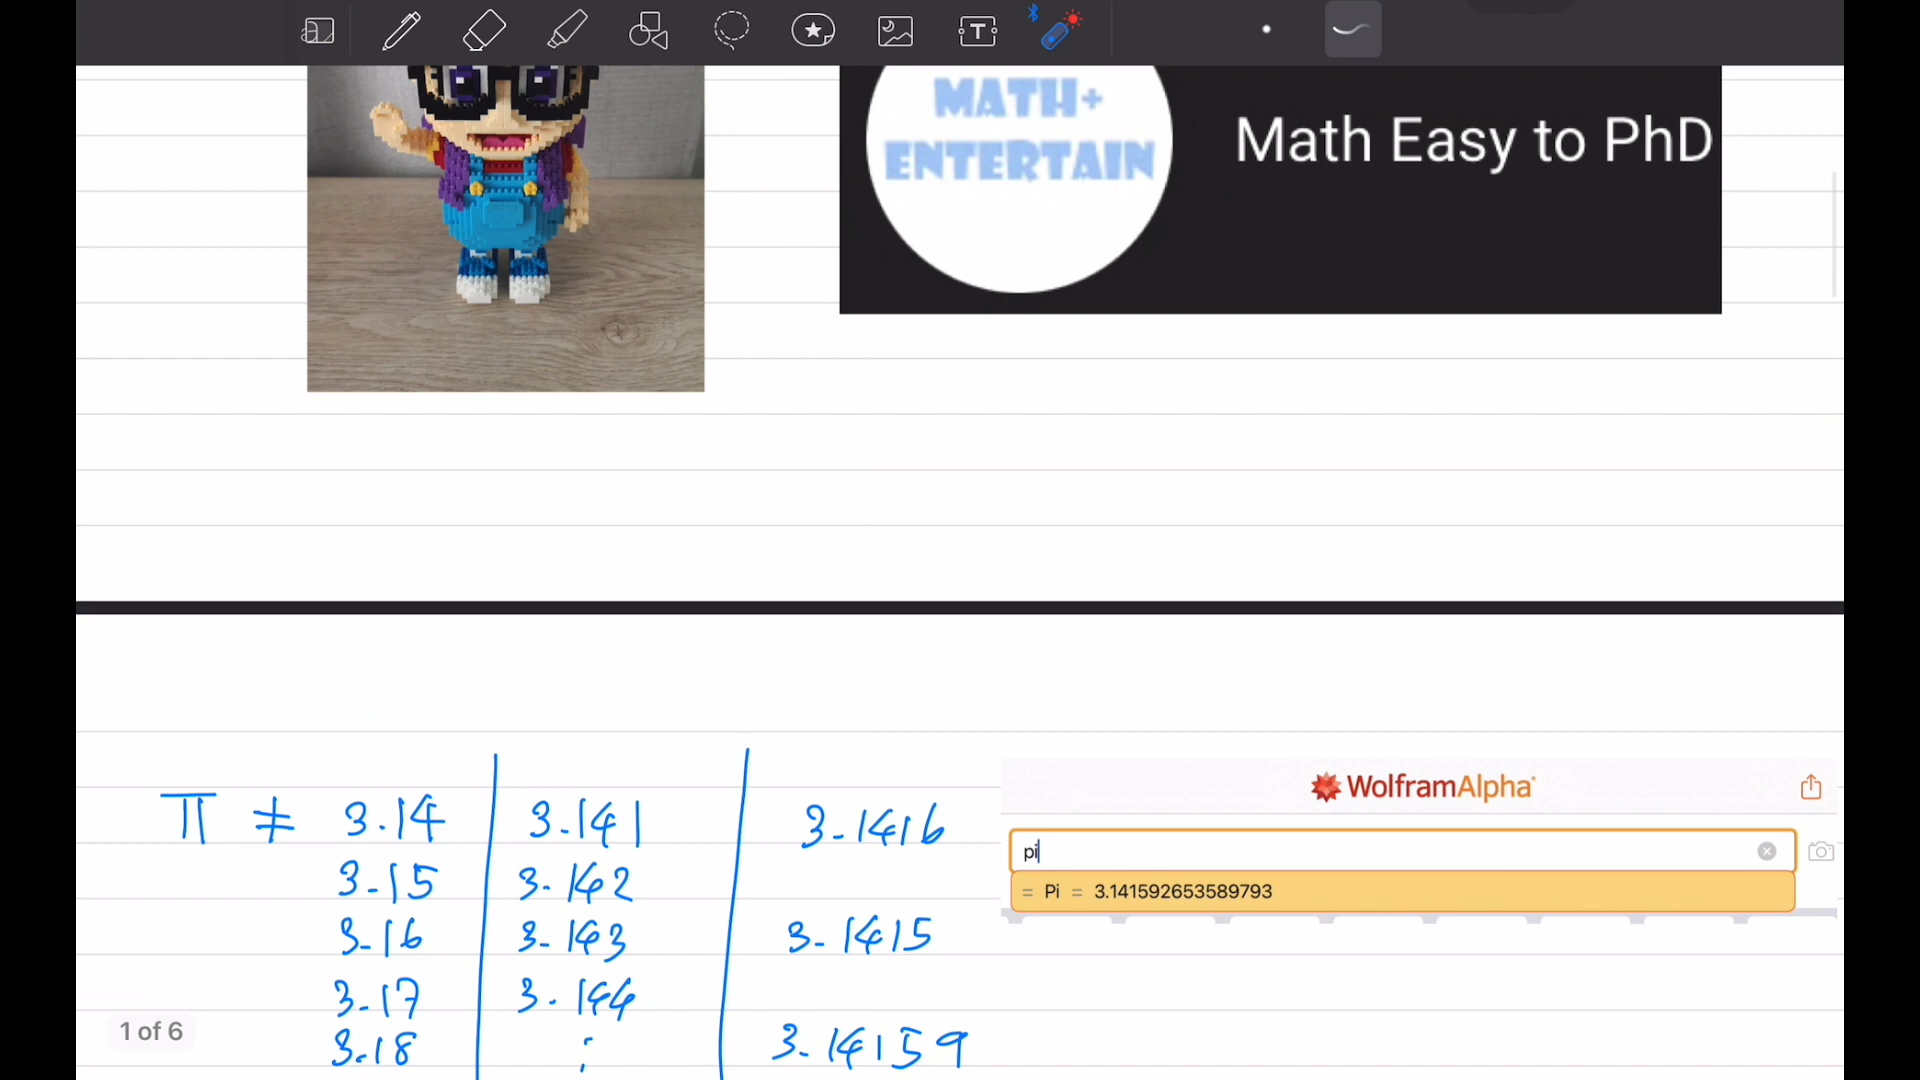 MATH+
ENTERTAIN
Math Easy to PhD
π ≠ 3.14 3.141 3.1416
3.15 3.142
3.16 3.143 3.1415
3.17 3.144
3.18 : 3.14159
WolframAlpha
pi
= Pi = 3.141592653589793
1 of 6
T